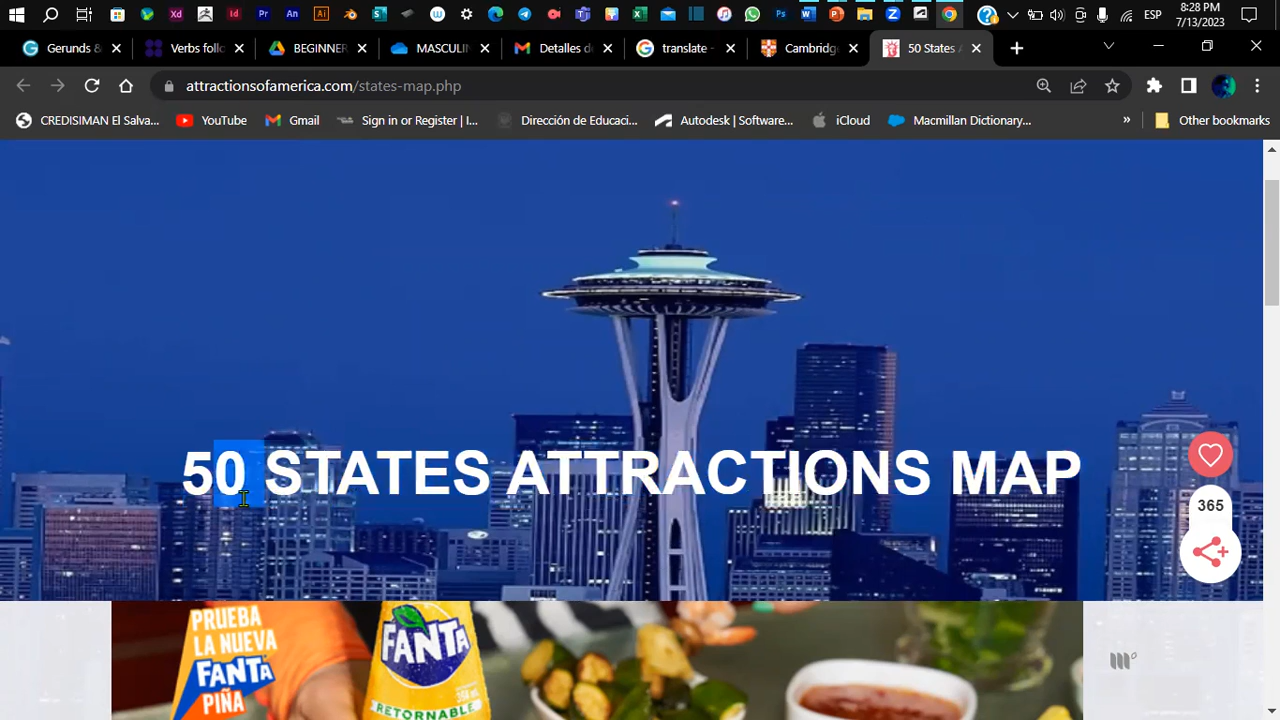 8:28 PM
ESP
7/13/2023
Generals &
Verbs follo
BEGINNER
MASCULIN
Detalles de
translate -
Cambridge
50 States A
attractionsofamerica.com/states-map.php
CREDISIMAN El Salva...
YouTube
Gmail
Sign in or Register | I...
Dirección de Educaci...
Autodesk | Software...
iCloud
Macmillan Dictionary...
»
Other bookmarks
50 STATES ATTRACTIONS MAP
365
PRUEBA
LA NUEVA
FANTA
PIÑA
FANTA
RETORNABLE